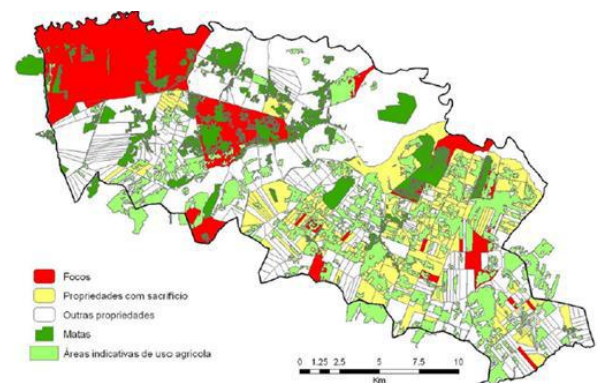 Focos
Propriedades com sacrifício
Outras propriedades
Matas
Áreas indicativas de uso agrícola
0 1.25 2.5 5 7.5 10
Km